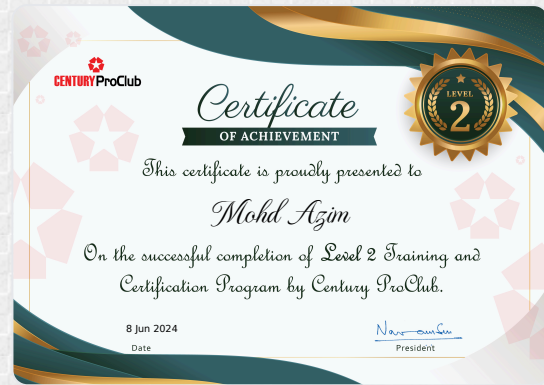 CENTURY ProClub
Certificate
OF ACHIEVEMENT
LEVEL
2
This certificate is proudly presented to
Mohd Azim
On the successful completion of Level 2 Training and
Certification Program by Century ProClub.
8 Jun 2024
Date
President